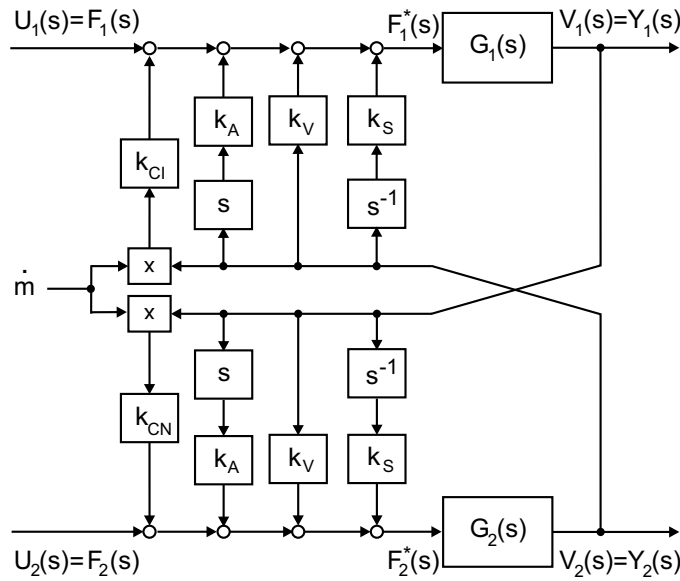 U₁(s)=F₁(s) F₁*(s) G₁(s) V₁(s)=Y₁(s)
k_A k_V k_S
k_CI
s s⁻¹
x
ṁ
x
s s⁻¹
k_CN
k_A k_V k_S
G₂(s)
U₂(s)=F₂(s) F₂*(s) V₂(s)=Y₂(s)